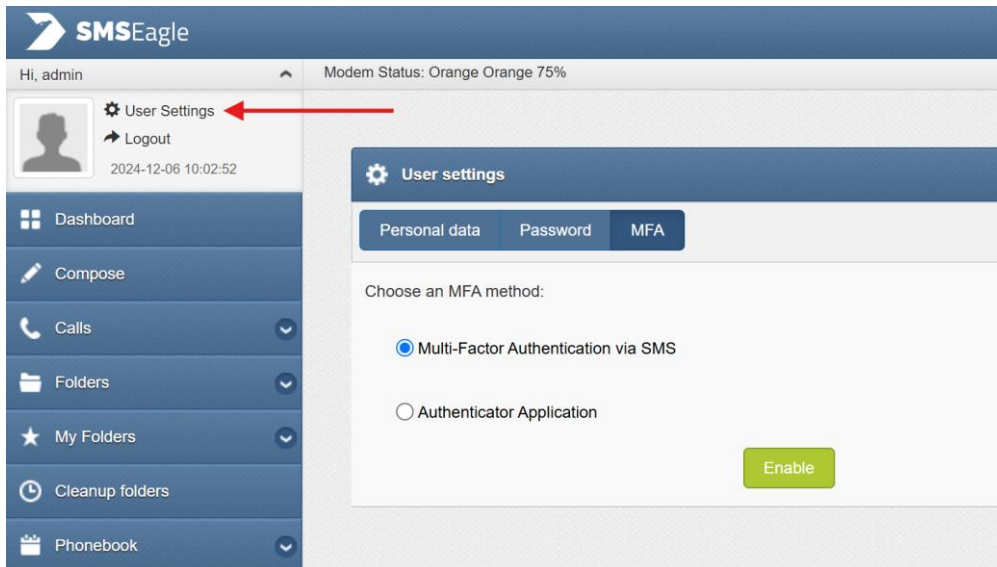 SMSEagle
Hi, admin
Modem Status: Orange Orange 75%
User Settings
Logout
2024-12-06 10:02:52
Dashboard
Compose
Calls
Folders
My Folders
Cleanup folders
Phonebook
User settings
Personal data Password MFA
Choose an MFA method:
Multi-Factor Authentication via SMS
Authenticator Application
Enable